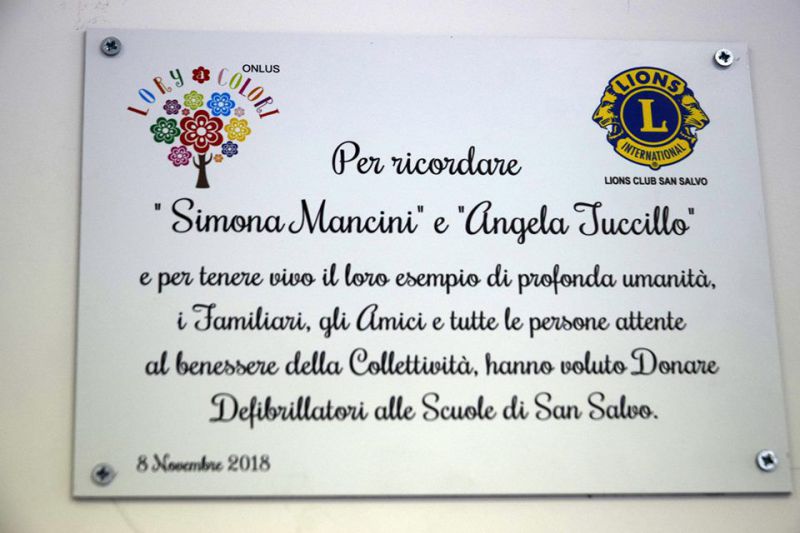 ONLUS
LORY a COLORI
LIONS
L
INTERNATIONAL
LIONS CLUB SAN SALVO
Per ricordare
" Simona Mancini" e "Angela Tuccillo"
e per tenere vivo il loro esempio di profonda umanità,
i Familiari, gli Amici e tutte le persone attente
al benessere della Collettività, hanno voluto Donare
Defibrillatori alle Scuole di San Salvo.
8 Novembre 2018